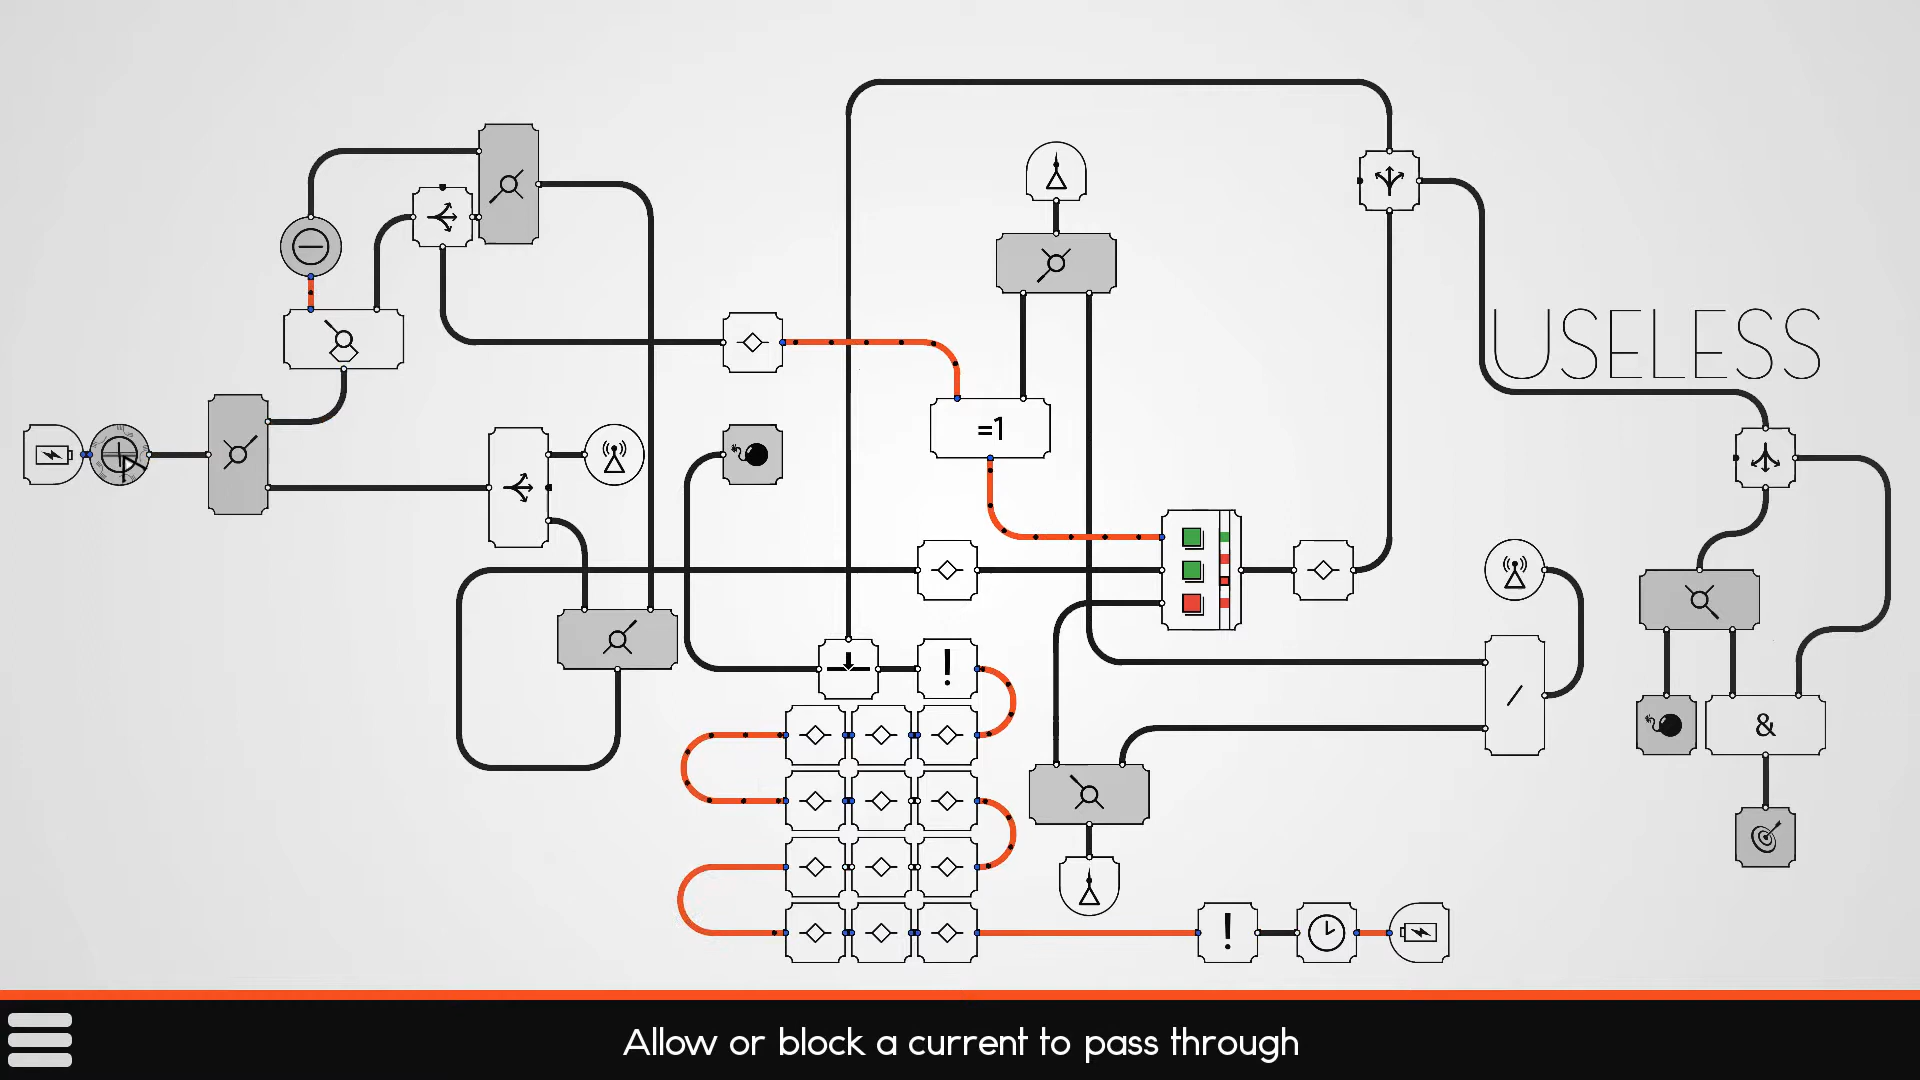 USELESS
=1
!
&
!
Allow or block a current to pass through